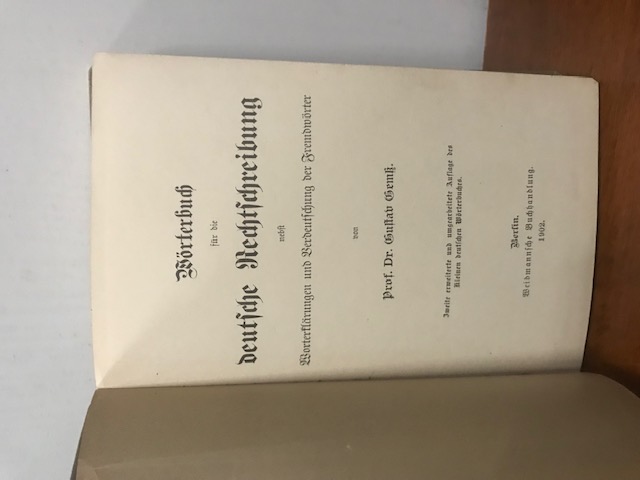 Wörterbuch
für die
deutsche Rechtschreibung
nebst
Worterklärungen und Verdeutschung der Fremdwörter
von
Prof. Dr. Gustav Gemß.
Zweite erweiterte und umgearbeitete Auflage des
Kleinen deutschen Wörterbuches.
Berlin.
Weidmannsche Buchhandlung.
1902.